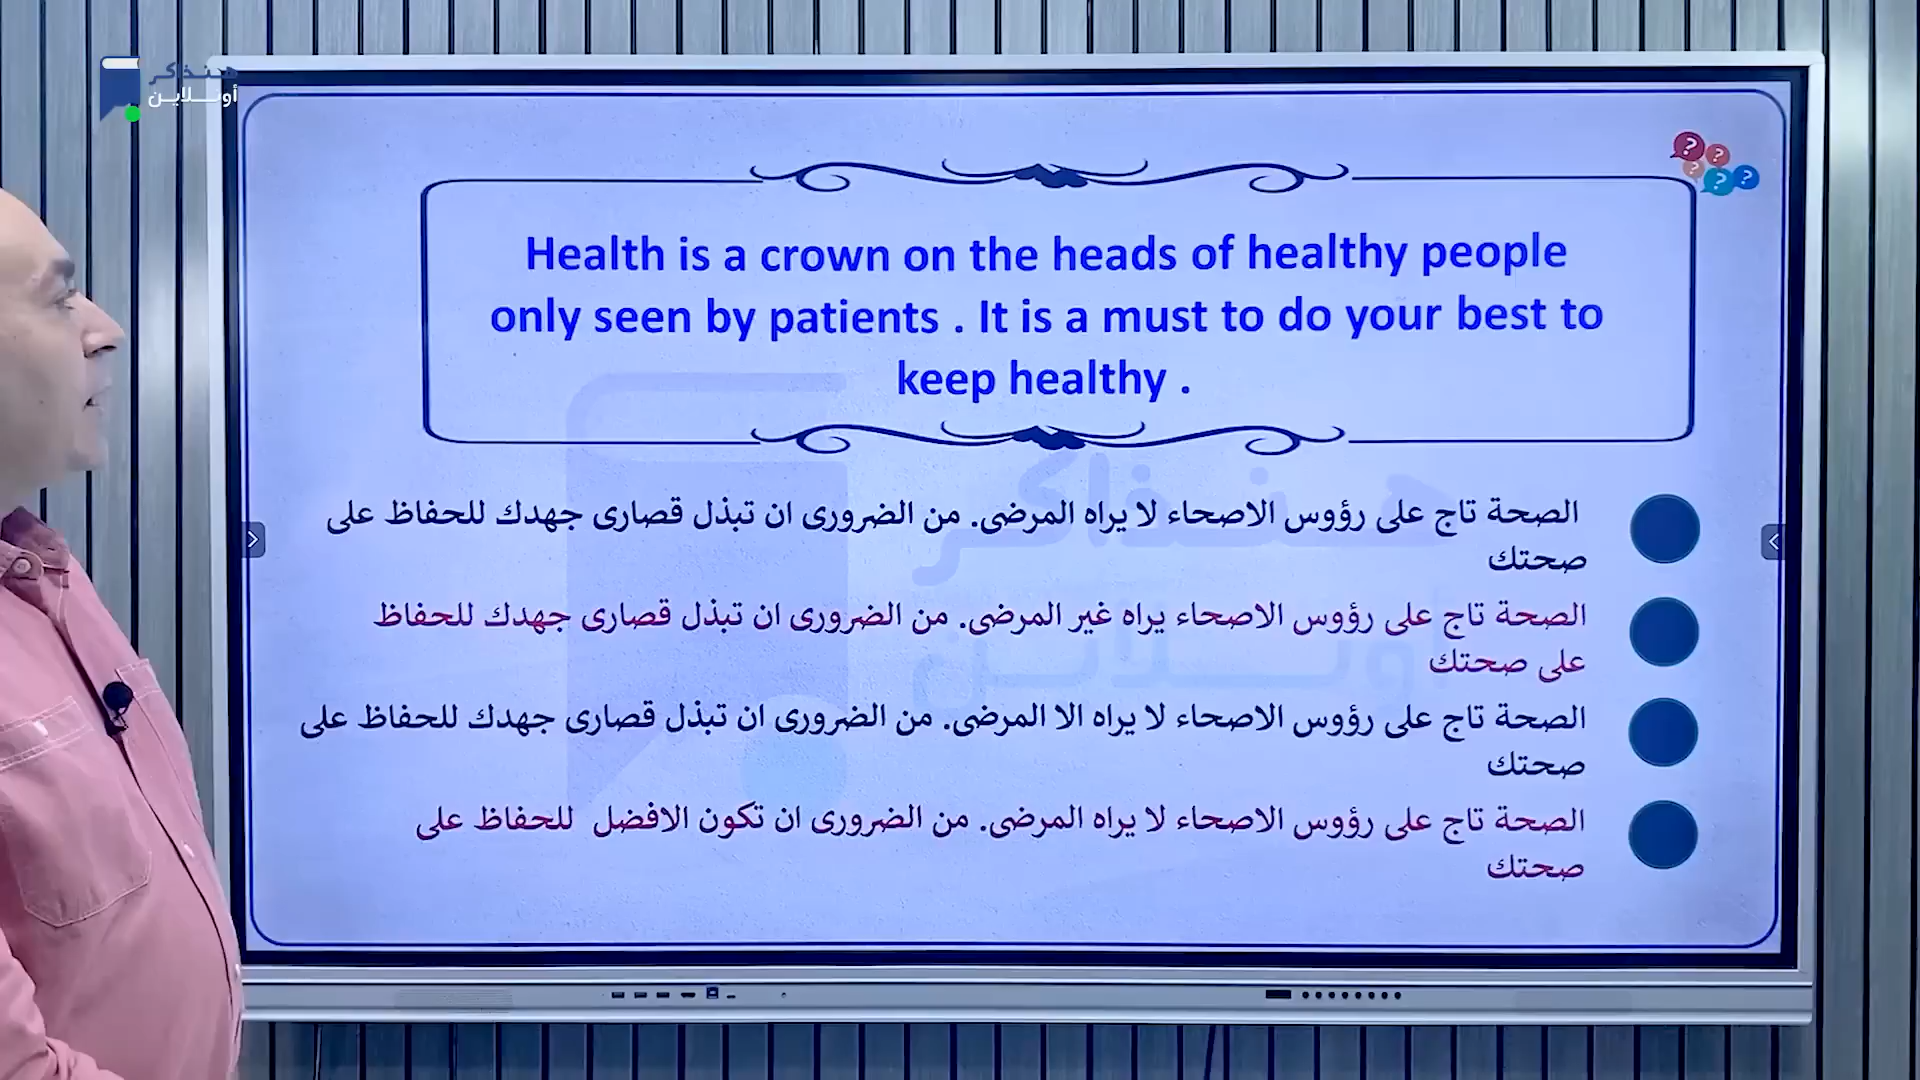 هنذاكر
أونلاين
Health is a crown on the heads of healthy people
only seen by patients . It is a must to do your best to
keep healthy .
الصحة تاج على رؤوس الاصحاء لا يراه المرضى. من الضرورى ان تبذل قصارى جهدك للحفاظ على
صحتك
الصحة تاج على رؤوس الاصحاء يراه غير المرضى. من الضرورى ان تبذل قصارى جهدك للحفاظ
على صحتك
الصحة تاج على رؤوس الاصحاء لا يراه الا المرضى. من الضرورى ان تبذل قصارى جهدك للحفاظ على
صحتك
الصحة تاج على رؤوس الاصحاء لا يراه المرضى. من الضرورى ان تكون الافضل للحفاظ على
صحتك